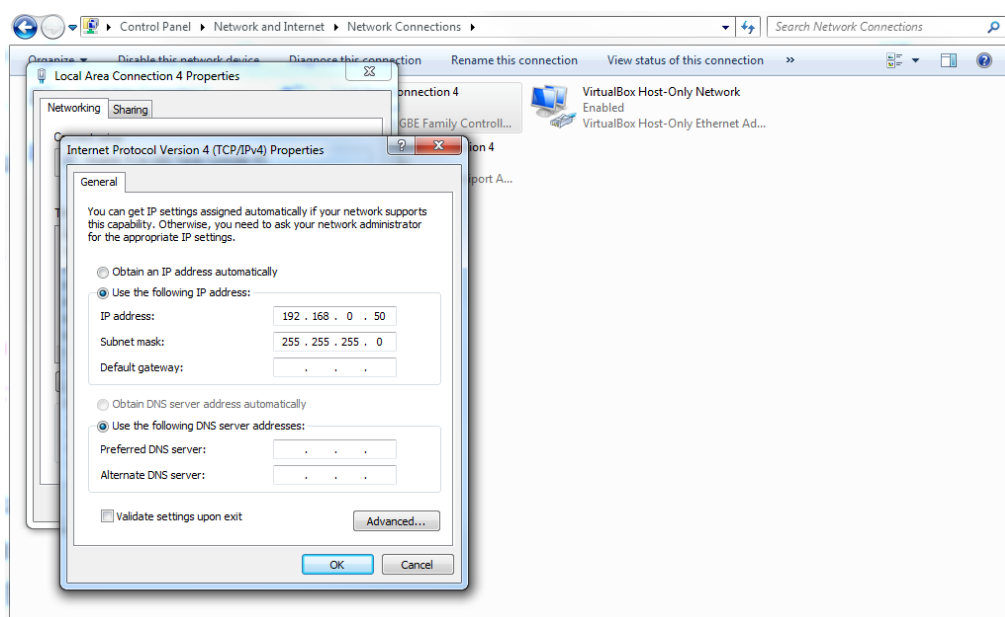 Control Panel ▸ Network and Internet ▸ Network Connections ▸
Search Network Connections
Organize Disable this network device Diagnose this connection Rename this connection View status of this connection »
Local Area Connection 4 Properties
Networking Sharing
onnection 4
GBE Family Controll...
ion 4
iport A...
VirtualBox Host-Only Network
Enabled
VirtualBox Host-Only Ethernet Ad...
Internet Protocol Version 4 (TCP/IPv4) Properties
General
You can get IP settings assigned automatically if your network supports
this capability. Otherwise, you need to ask your network administrator
for the appropriate IP settings.
Obtain an IP address automatically
Use the following IP address:
IP address: 192 . 168 . 0 . 50
Subnet mask: 255 . 255 . 255 . 0
Default gateway: . . .
Obtain DNS server address automatically
Use the following DNS server addresses:
Preferred DNS server: . . .
Alternate DNS server: . . .
Validate settings upon exit
Advanced...
OK Cancel